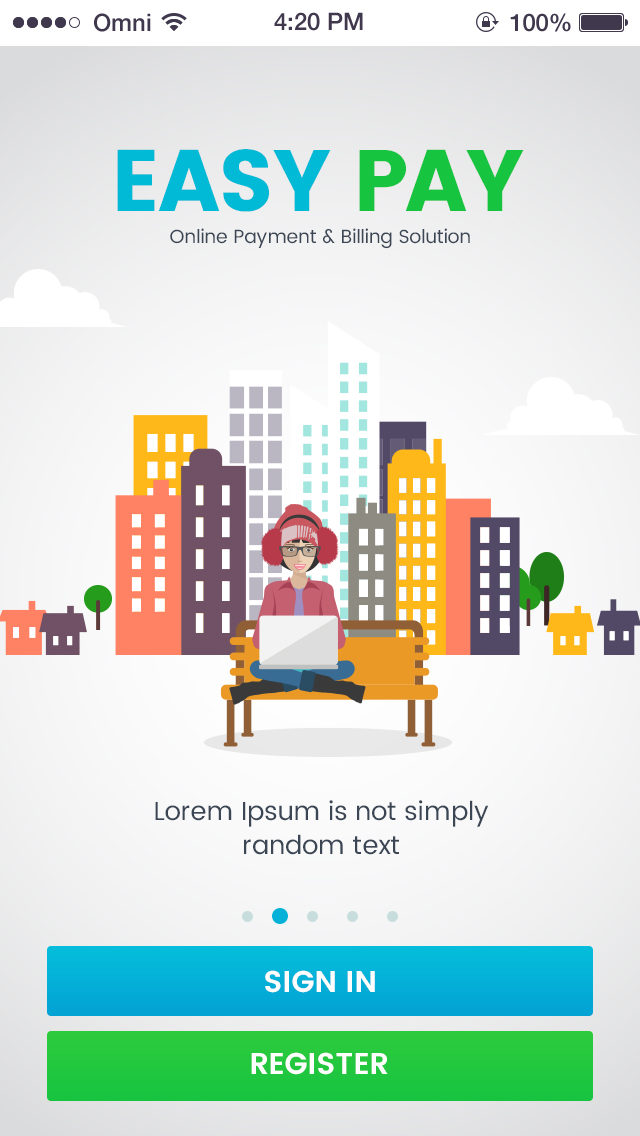 Omni 4:20 PM 100%
EASY PAY
Online Payment & Billing Solution
Lorem Ipsum is not simply
random text
SIGN IN
REGISTER